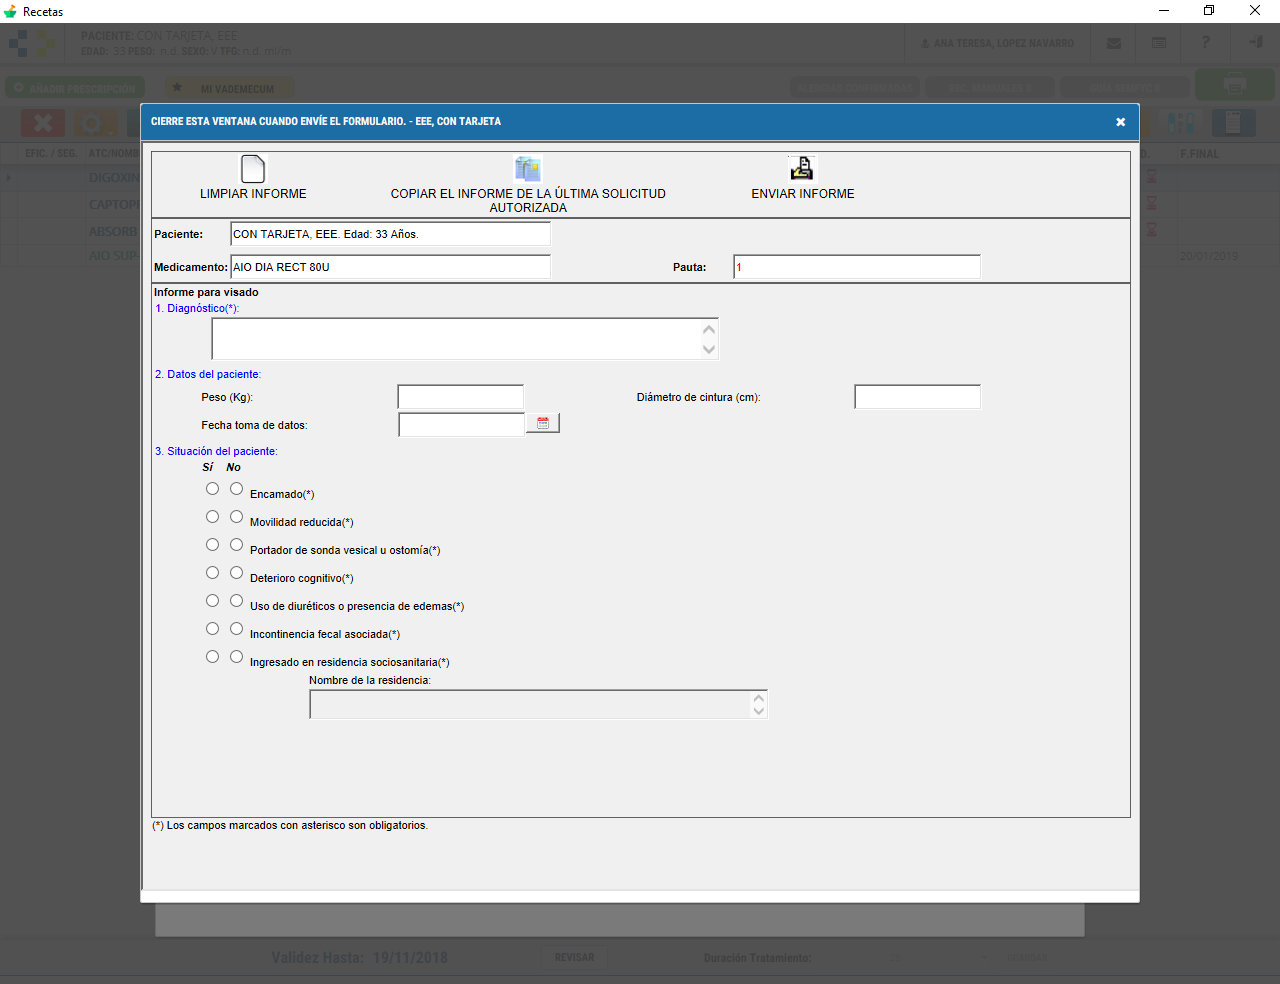 Recetas
PACIENTE: CON TARJETA, EEE
EDAD: 33 PESO: n.d. SEXO: V TFG: n.d. ml/m
ANA TERESA, LOPEZ NAVARRO
?
AÑADIR PRESCRIPCIÓN
MI VADEMECUM
EFIC. / SEG.
ATC/NOMB
D.
F.FINAL
DIGOXIN
CAPTOPI
ABSORB
AIO SUP-
20/01/2019
CIERRE ESTA VENTANA CUANDO ENVÍE EL FORMULARIO. - EEE, CON TARJETA
LIMPIAR INFORME
COPIAR EL INFORME DE LA ÚLTIMA SOLICITUD
AUTORIZADA
ENVIAR INFORME
Paciente: CON TARJETA, EEE. Edad: 33 Años.
Medicamento: AIO DIA RECT 80U Pauta: 1
Informe para visado
1. Diagnóstico(*):
2. Datos del paciente:
Peso (Kg): Diámetro de cintura (cm):
Fecha toma de datos:
3. Situación del paciente:
Sí No
Encamado(*)
Movilidad reducida(*)
Portador de sonda vesical u ostomía(*)
Deterioro cognitivo(*)
Uso de diuréticos o presencia de edemas(*)
Incontinencia fecal asociada(*)
Ingresado en residencia sociosanitaria(*)
Nombre de la residencia:
(*) Los campos marcados con asterisco son obligatorios.
Validez Hasta: 19/11/2018 REVISAR Duración Tratamiento: